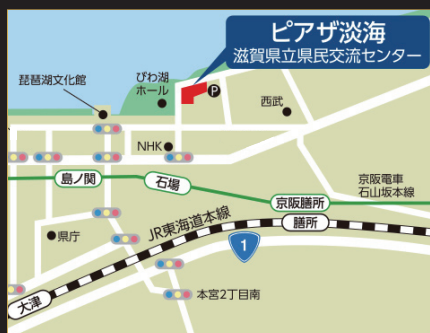 ピアザ淡海
滋賀県立県民交流センター
琵琶湖文化館
びわ湖
ホール
P
西武
NHK
京阪電車
石山坂本線
島ノ関
石場
京阪膳所
膳所
JR東海道本線
県庁
1
大津
本宮2丁目南